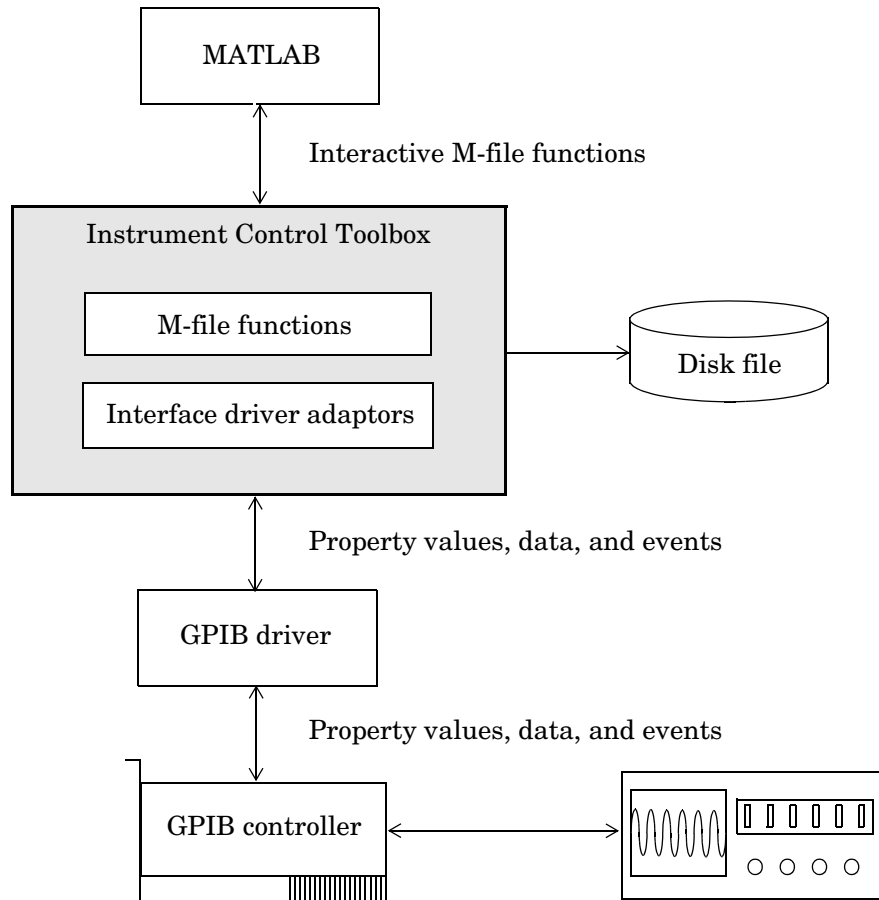 MATLAB
Interactive M-file functions
Instrument Control Toolbox
M-file functions
Interface driver adaptors
Disk file
Property values, data, and events
GPIB driver
Property values, data, and events
GPIB controller